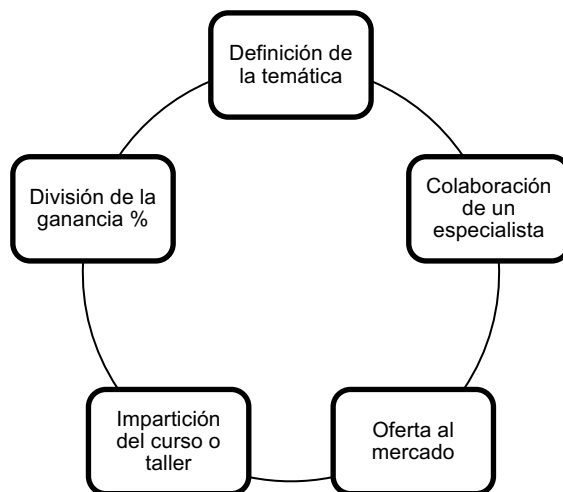 Definición de
la temática
Colaboración
de un
especialista
Oferta al
mercado
Impartición
del curso o
taller
División de la
ganancia %